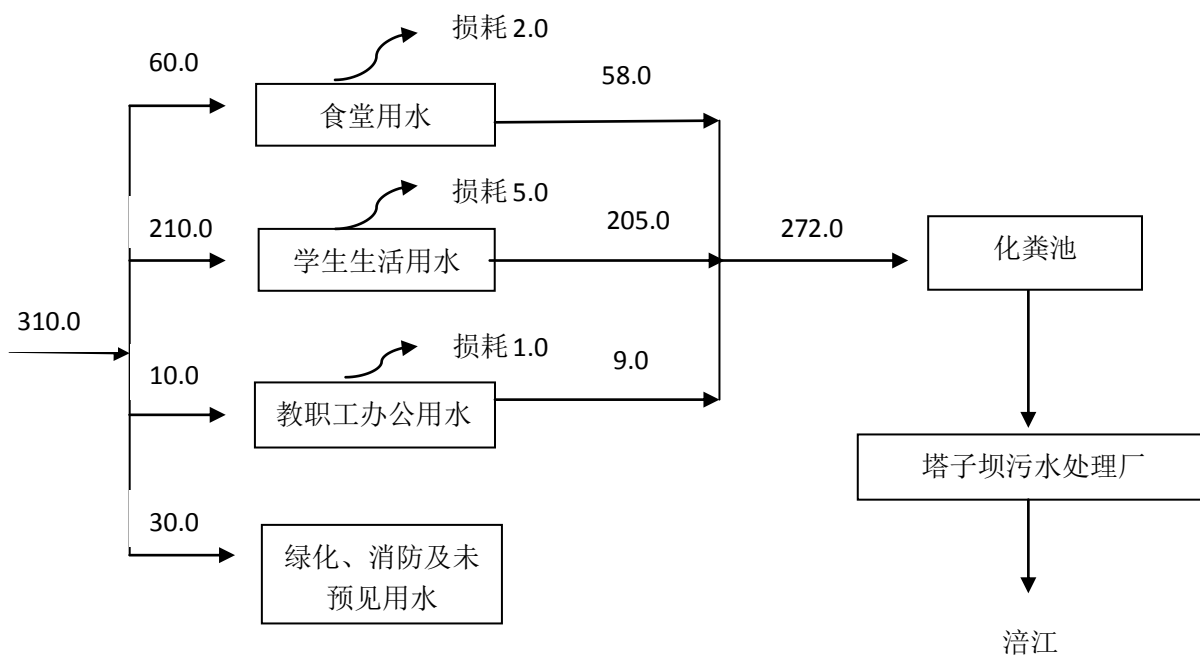 损耗 2.0
60.0
58.0
食堂用水
损耗 5.0
210.0
205.0
272.0
学生生活用水
化粪池
310.0
损耗 1.0
10.0
9.0
教职工办公用水
塔子坝污水处理厂
30.0
绿化、消防及未
预见用水
涪江